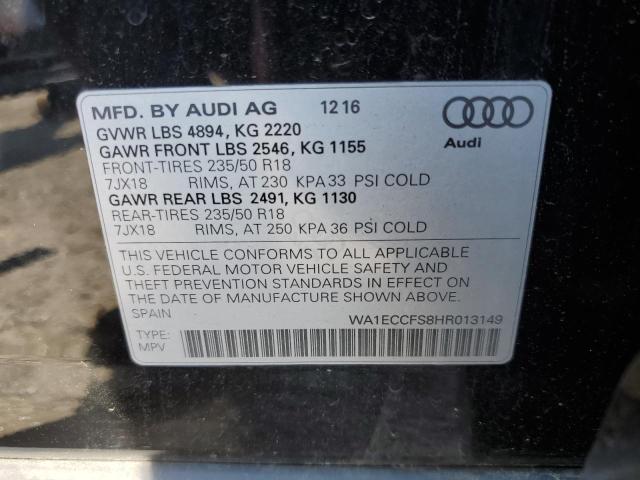 MFD. BY AUDI AG 12 16
GVWR LBS 4894, KG 2220
GAWR FRONT LBS 2546, KG 1155
FRONT-TIRES 235/50 R18
7JX18 RIMS, AT 230 KPA 33 PSI COLD
GAWR REAR LBS 2491, KG 1130
REAR-TIRES 235/50 R18
7JX18 RIMS, AT 250 KPA 36 PSI COLD
Audi
THIS VEHICLE CONFORMS TO ALL APPLICABLE
U.S. FEDERAL MOTOR VEHICLE SAFETY AND
THEFT PREVENTION STANDARDS IN EFFECT ON
THE DATE OF MANUFACTURE SHOWN ABOVE.
SPAIN WA1ECCFS8HR013149
TYPE:
MPV